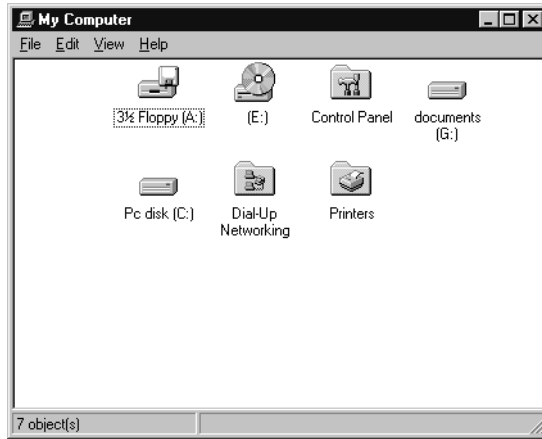 My Computer
File Edit View Help
3½ Floppy (A:)
(E:)
Control Panel
documents
(G:)
Pc disk (C:)
Dial-Up
Networking
Printers
7 object(s)